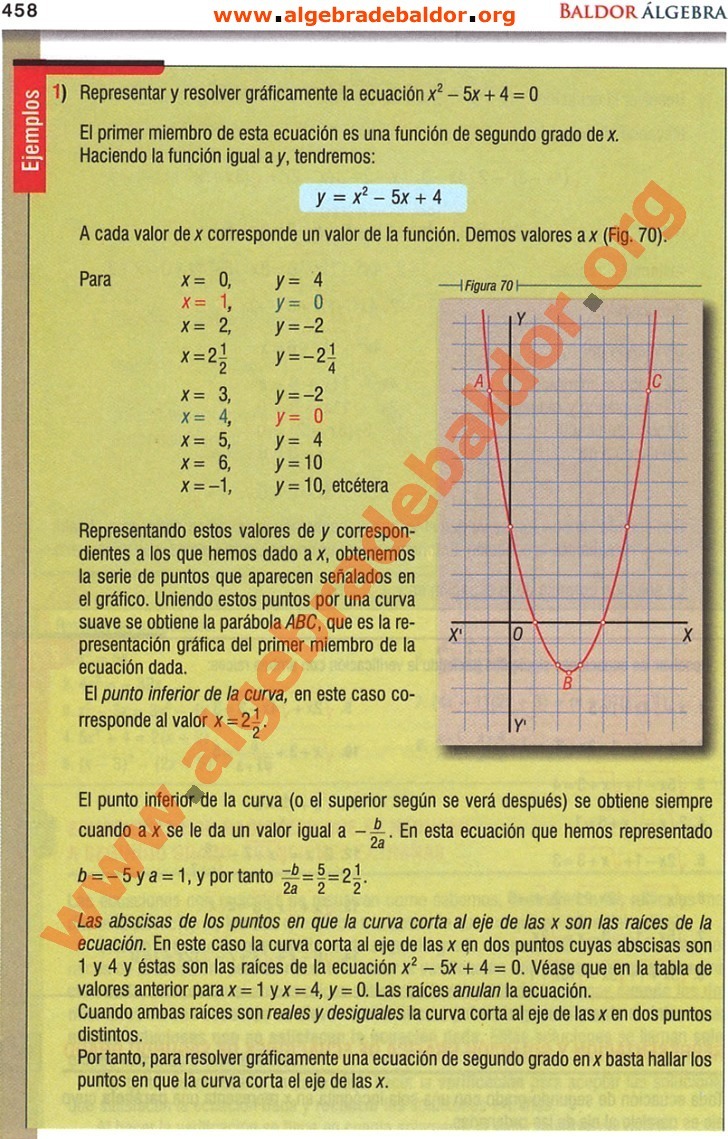 458
www.algebradebaldor.org
BALDOR ÁLGEBRA
Ejemplos
1) Representar y resolver gráficamente la ecuación x² – 5x + 4 = 0
El primer miembro de esta ecuación es una función de segundo grado de x.
Haciendo la función igual a y, tendremos:
y = x² – 5x + 4
A cada valor de x corresponde un valor de la función. Demos valores a x (Fig. 70).
Para x = 0, y = 4
x = 1, y = 0
x = 2, y = –2
x = 2 1/2 y = –2 1/4
x = 3, y = –2
x = 4, y = 0
x = 5, y = 4
x = 6, y = 10
x = –1, y = 10, etcétera
Figura 70
Y
A
C
X'
O
X
B
Y'
Representando estos valores de y correspon-
dientes a los que hemos dado a x, obtenemos
la serie de puntos que aparecen señalados en
el gráfico. Uniendo estos puntos por una curva
suave se obtiene la parábola ABC, que es la re-
presentación gráfica del primer miembro de la
ecuación dada.
El punto inferior de la curva, en este caso co-
rresponde al valor x = 2 1/2.
El punto inferior de la curva (o el superior según se verá después) se obtiene siempre
cuando a x se le da un valor igual a – b/2a. En esta ecuación que hemos representado
b = – 5 y a = 1, y por tanto –b/2a = 5/2 = 2 1/2.
Las abscisas de los puntos en que la curva corta al eje de las x son las raíces de la
ecuación. En este caso la curva corta al eje de las x en dos puntos cuyas abscisas son
1 y 4 y éstas son las raíces de la ecuación x² – 5x + 4 = 0. Véase que en la tabla de
valores anterior para x = 1 y x = 4, y = 0. Las raíces anulan la ecuación.
Cuando ambas raíces son reales y desiguales la curva corta al eje de las x en dos puntos
distintos.
Por tanto, para resolver gráficamente una ecuación de segundo grado en x basta hallar los
puntos en que la curva corta el eje de las x.
www.algebradebaldor.org